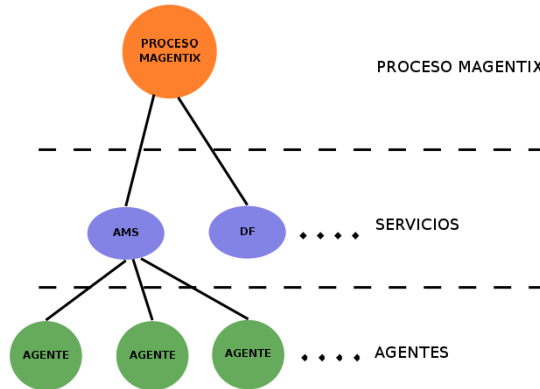 PROCESO
MAGENTIX
PROCESO MAGENTIX
AMS
DF
SERVICIOS
AGENTE
AGENTE
AGENTE
AGENTES